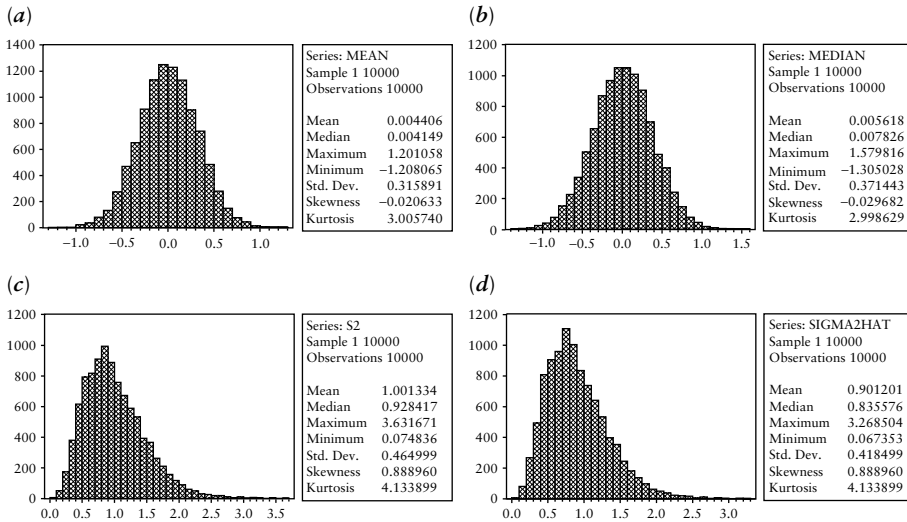 (a)
1400
1200
1000
800
600
400
200
0
−1.0 −0.5 0.0 0.5 1.0
Series: MEAN
Sample 1 10000
Observations 10000
Mean 0.004406
Median 0.004149
Maximum 1.201058
Minimum −1.208065
Std. Dev. 0.315891
Skewness −0.020633
Kurtosis 3.005740
(b)
1200
1000
800
600
400
200
0
−1.0 −0.5 0.0 0.5 1.0 1.5
Series: MEDIAN
Sample 1 10000
Observations 10000
Mean 0.005618
Median 0.007826
Maximum 1.579816
Minimum −1.305028
Std. Dev. 0.371443
Skewness −0.029682
Kurtosis 2.998629
(c)
1200
1000
800
600
400
200
0
0.0 0.5 1.0 1.5 2.0 2.5 3.0 3.5
Series: S2
Sample 1 10000
Observations 10000
Mean 1.001334
Median 0.928417
Maximum 3.631671
Minimum 0.074836
Std. Dev. 0.464999
Skewness 0.888960
Kurtosis 4.133899
(d)
1200
1000
800
600
400
200
0
0.0 0.5 1.0 1.5 2.0 2.5 3.0
Series: SIGMA2HAT
Sample 1 10000
Observations 10000
Mean 0.901201
Median 0.835576
Maximum 3.268504
Minimum 0.067353
Std. Dev. 0.418499
Skewness 0.888960
Kurtosis 4.133899